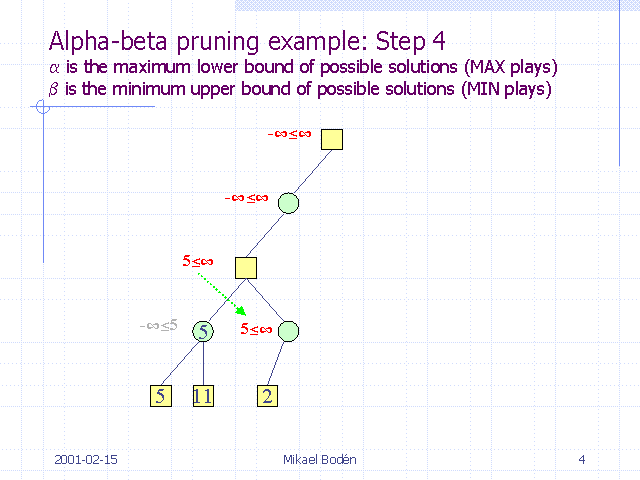 Alpha-beta pruning example: Step 4
α is the maximum lower bound of possible solutions (MAX plays)
β is the minimum upper bound of possible solutions (MIN plays)
-∞≤∞
-∞≤∞
5≤∞
-∞≤5
5
5≤∞
5
11
2
2001-02-15
Mikael Bodén
4